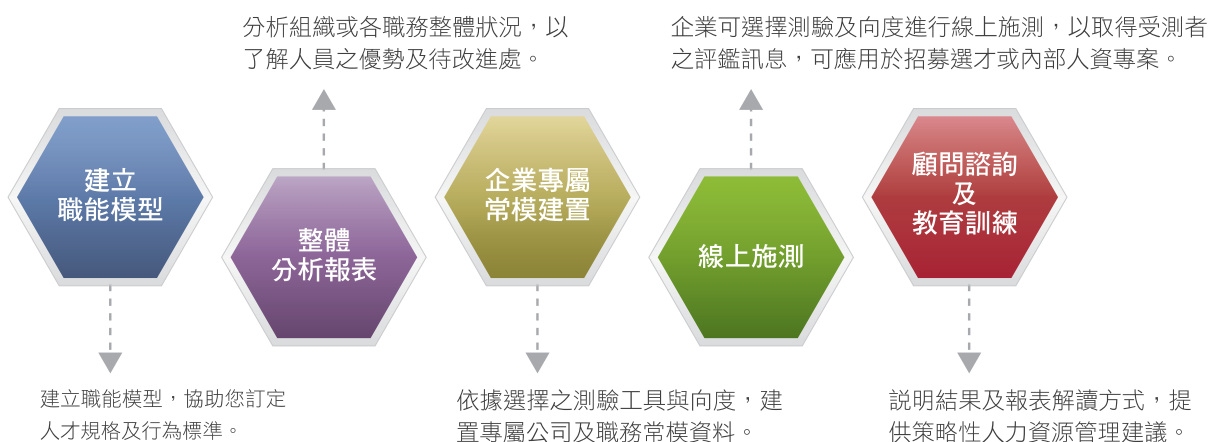 分析組織或各職務整體狀況，以
了解人員之優勢及待改進處。
企業可選擇測驗及向度進行線上施測，以取得受測者
之評鑑訊息，可應用於招募選才或內部人資專案。
建立
職能模型
整體
分析報表
企業專屬
常模建置
線上施測
顧問諮詢
及
教育訓練
建立職能模型，協助您訂定
人才規格及行為標準。
依據選擇之測驗工具與向度，建
置專屬公司及職務常模資料。
說明結果及報表解讀方式，提
供策略性人力資源管理建議。